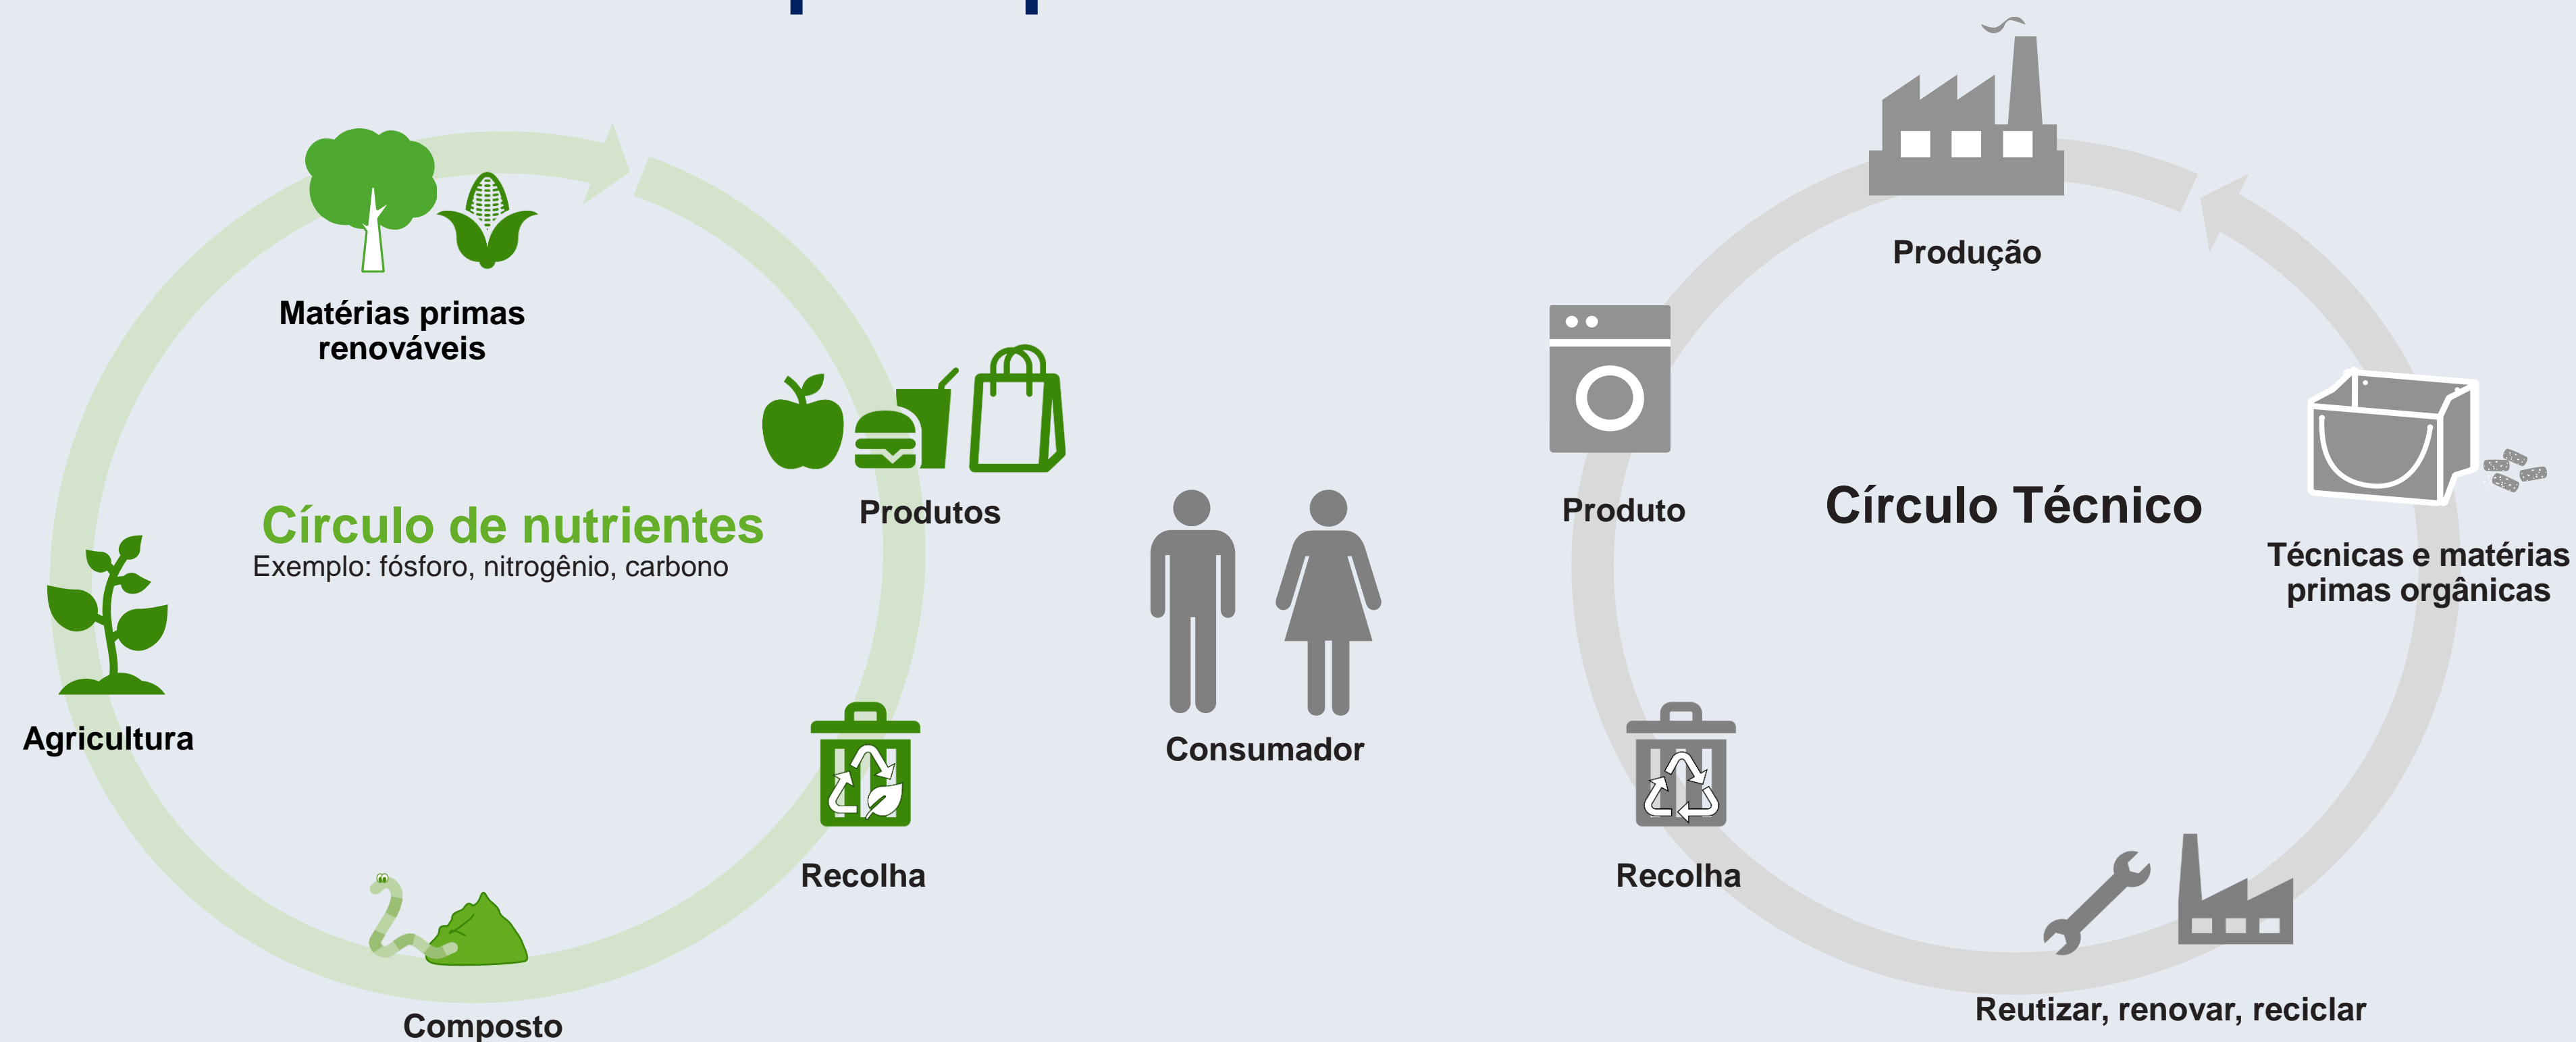 Matérias primas
renováveis
Produtos
Círculo de nutrientes
Exemplo: fósforo, nitrogênio, carbono
Agricultura
Recolha
Composto
Consumador
Produção
Produto
Círculo Técnico
Técnicas e matérias
primas orgânicas
Recolha
Reutizar, renovar, reciclar